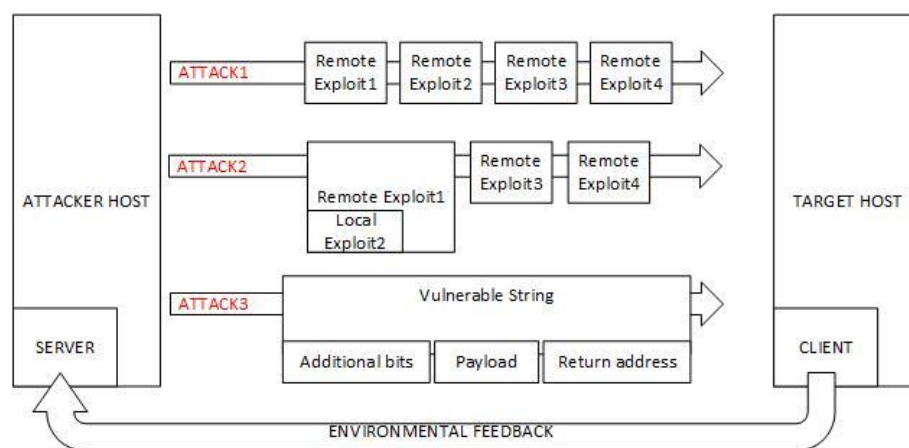 ATTACK1
Remote
Exploit1
Remote
Exploit2
Remote
Exploit3
Remote
Exploit4
ATTACKER HOST
ATTACK2
Remote Exploit1
Local
Exploit2
Remote
Exploit3
Remote
Exploit4
TARGET HOST
ATTACK3
Vulnerable String
Additional bits
Payload
Return address
SERVER
CLIENT
ENVIRONMENTAL FEEDBACK